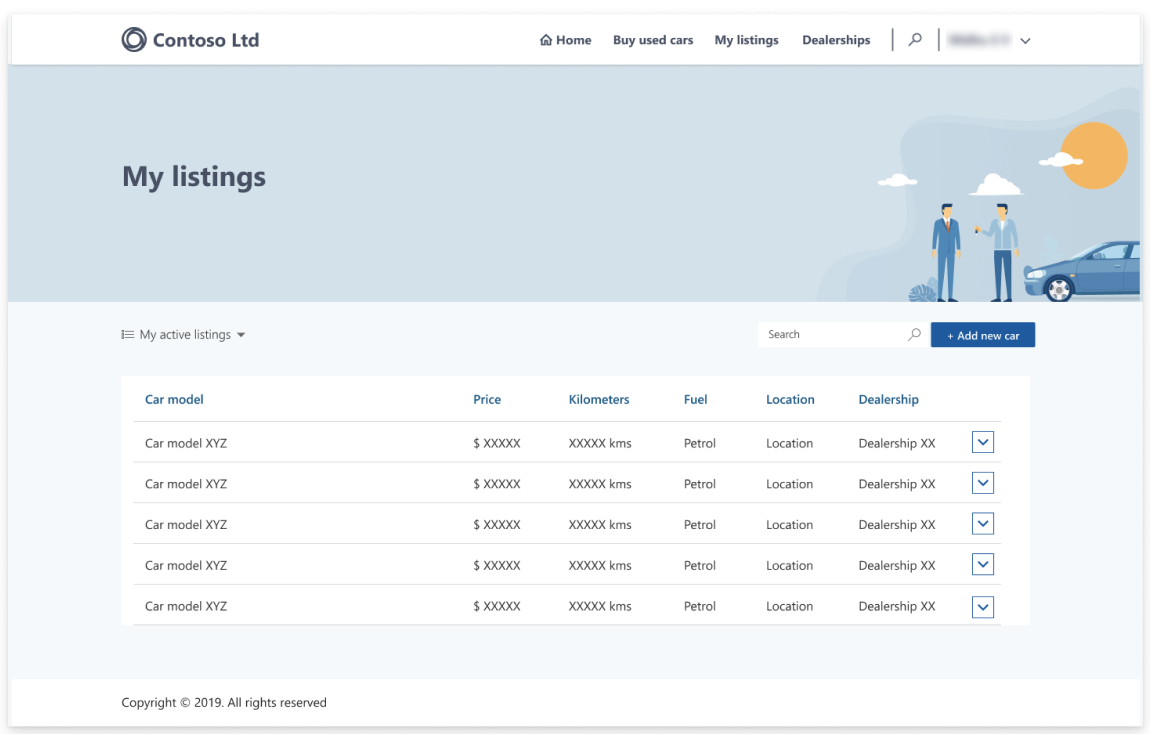 Contoso Ltd Home Buy used cars My listings Dealerships
My listings
My active listings Search + Add new car
Car model Price Kilometers Fuel Location Dealership
Car model XYZ $ XXXXX XXXXX kms Petrol Location Dealership XX
Car model XYZ $ XXXXX XXXXX kms Petrol Location Dealership XX
Car model XYZ $ XXXXX XXXXX kms Petrol Location Dealership XX
Car model XYZ $ XXXXX XXXXX kms Petrol Location Dealership XX
Car model XYZ $ XXXXX XXXXX kms Petrol Location Dealership XX
Copyright © 2019. All rights reserved